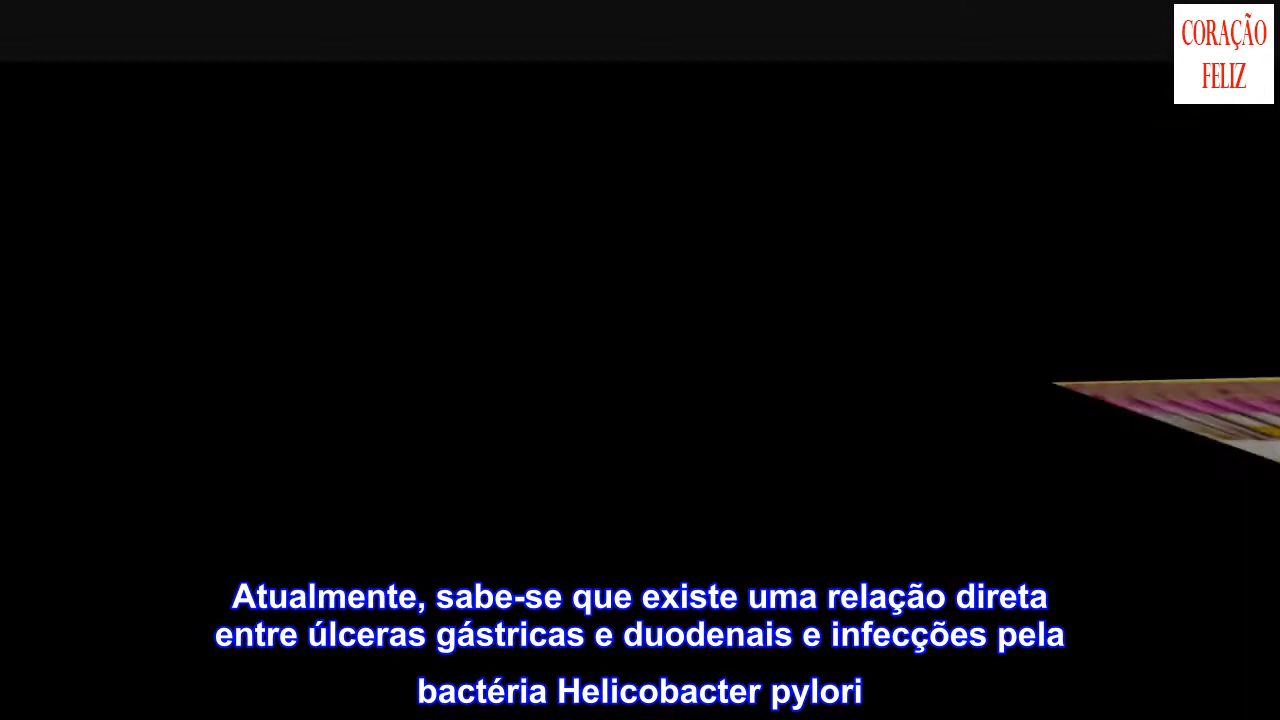 CORAÇÃO
FELIZ
Atualmente, sabe-se que existe uma relação direta
entre úlceras gástricas e duodenais e infecções pela
bactéria Helicobacter pylori